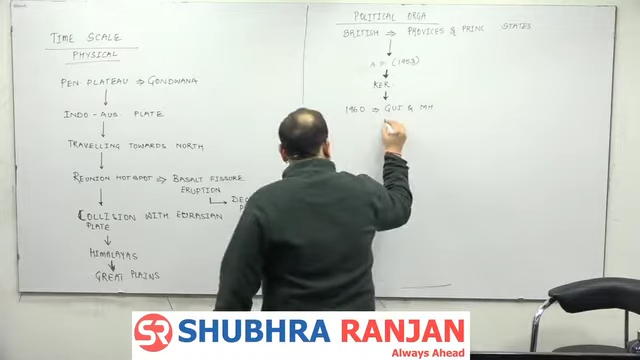 TIME SCALE
PHYSICAL
PEN. PLATEAU ⇒ GONDWANA
INDO-AUS. PLATE
TRAVELLING TOWARDS NORTH
REUNION HOTSPOT ⇒ BASALT FISSURE
ERUPTION
COLLISION WITH EURASIAN
PLATE
HIMALAYAS
GREAT PLAINS
POLITICAL ORGA
BRITISH ⇒ PROVICES & PRINC STATES
A.P. (1953)
KER.
1960 ⇒ GUJ & MH
SR SHUBHRA RANJAN
Always Ahead